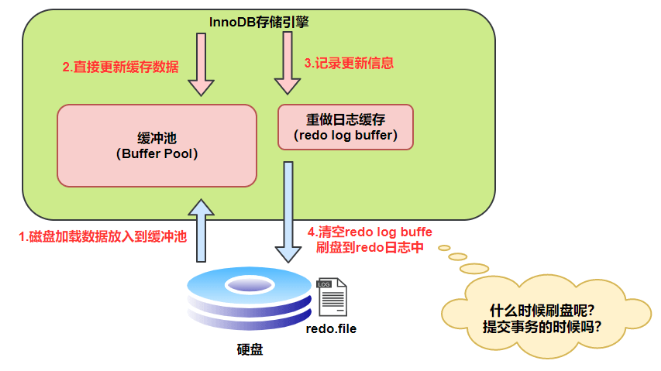 InnoDB存储引擎
2.直接更新缓存数据
3.记录更新信息
缓冲池
（Buffer Pool）
重做日志缓存
（redo log buffer）
1.磁盘加载数据放入到缓冲池
4.清空redo log buffe
刷盘到redo日志中
LOG
redo.file
硬盘
什么时候刷盘呢？
提交事务的时候吗？